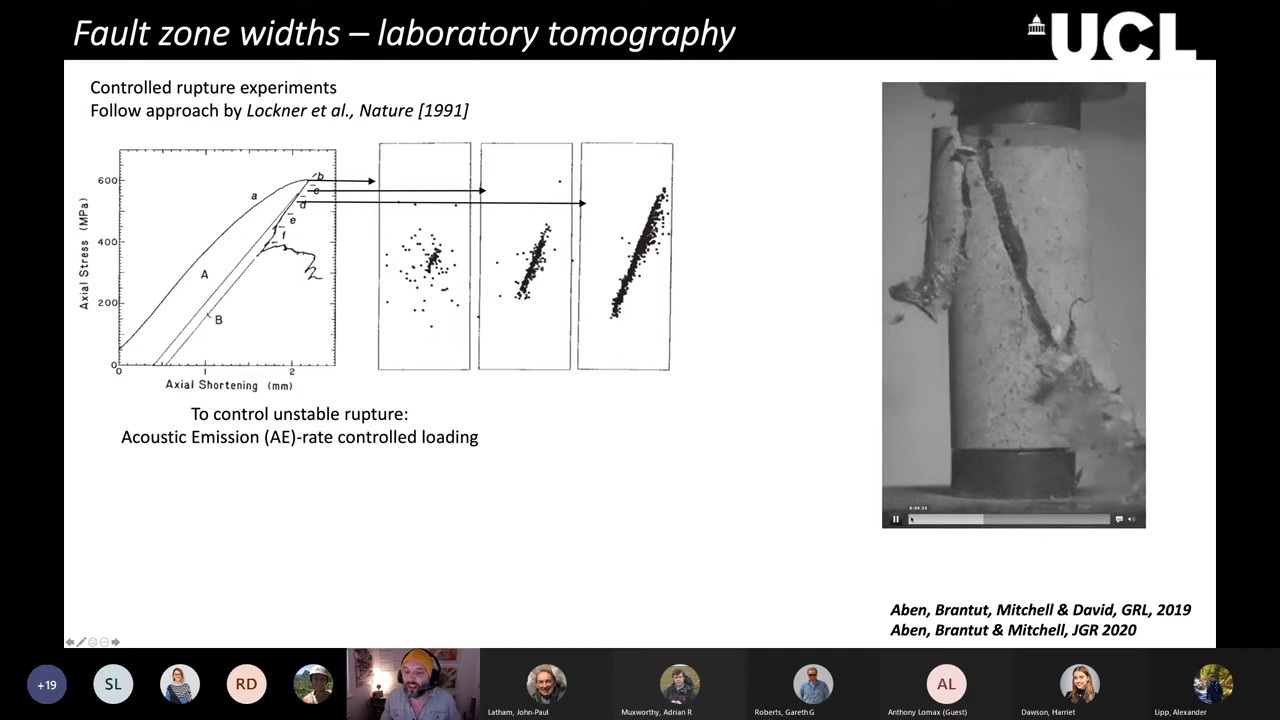 Fault zone widths – laboratory tomography
UCL
Controlled rupture experiments
Follow approach by Lockner et al., Nature [1991]
Axial Stress (MPa)
600
400
200
0
a
b
c
d
e
f
A
B
0
1
2
Axial Shortening (mm)
To control unstable rupture:
Acoustic Emission (AE)-rate controlled loading
Aben, Brantut, Mitchell & David, GRL, 2019
Aben, Brantut & Mitchell, JGR 2020
+19
SL
RD
AL
Latham, John-Paul
Muxworthy, Adrian R
Roberts, Gareth G
Anthony Lomax (Guest)
Dawson, Harriet
Lipp, Alexander